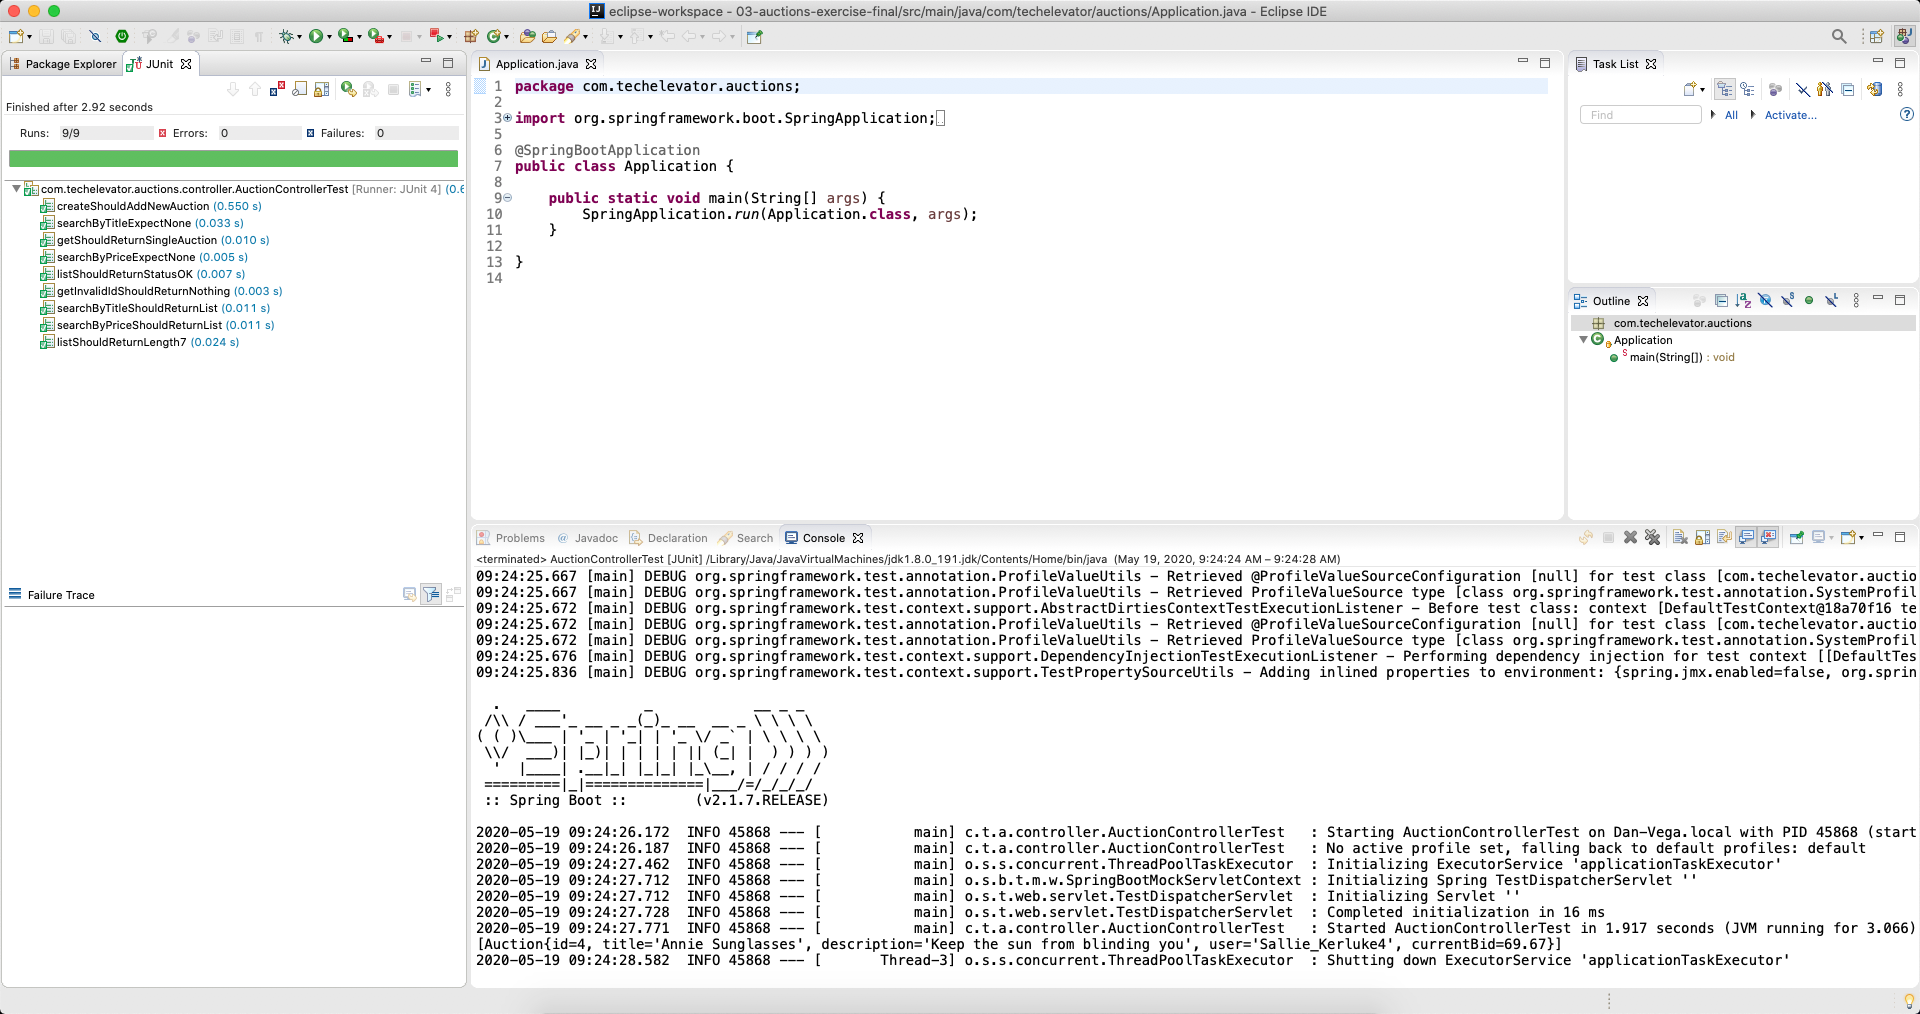 eclipse-workspace - 03-auctions-exercise-final/src/main/java/com/techelevator/auctions/Application.java - Eclipse IDE
Package Explorer
JUnit
Finished after 2.92 seconds
Runs: 9/9
Errors: 0
Failures: 0
com.techelevator.auctions.controller.AuctionControllerTest [Runner: JUnit 4] (0.6
createShouldAddNewAuction (0.550 s)
searchByTitleExpectNone (0.033 s)
getShouldReturnSingleAuction (0.010 s)
searchByPriceExpectNone (0.005 s)
listShouldReturnStatusOK (0.007 s)
getInvalidIdShouldReturnNothing (0.003 s)
searchByTitleShouldReturnList (0.011 s)
searchByPriceShouldReturnList (0.011 s)
listShouldReturnLength7 (0.024 s)
Failure Trace
Application.java
1 package com.techelevator.auctions;
2
3 import org.springframework.boot.SpringApplication;
5
6 @SpringBootApplication
7 public class Application {
8
9 public static void main(String[] args) {
10 SpringApplication.run(Application.class, args);
11 }
12
13 }
14
Task List
Find
All
Activate...
Outline
com.techelevator.auctions
Application
main(String[]) : void
Problems
@ Javadoc
Declaration
Search
Console
<terminated> AuctionControllerTest [JUnit] /Library/Java/JavaVirtualMachines/jdk1.8.0_191.jdk/Contents/Home/bin/java (May 19, 2020, 9:24:24 AM – 9:24:28 AM)
09:24:25.667 [main] DEBUG org.springframework.test.annotation.ProfileValueUtils – Retrieved @ProfileValueSourceConfiguration [null] for test class [com.techelevator.auctio
09:24:25.667 [main] DEBUG org.springframework.test.annotation.ProfileValueUtils – Retrieved ProfileValueSource type [class org.springframework.test.annotation.SystemProfil
09:24:25.672 [main] DEBUG org.springframework.test.context.support.AbstractDirtiesContextTestExecutionListener – Before test class: context [DefaultTestContext@18a70f16 te
09:24:25.672 [main] DEBUG org.springframework.test.annotation.ProfileValueUtils – Retrieved @ProfileValueSourceConfiguration [null] for test class [com.techelevator.auctio
09:24:25.672 [main] DEBUG org.springframework.test.annotation.ProfileValueUtils – Retrieved ProfileValueSource type [class org.springframework.test.annotation.SystemProfil
09:24:25.676 [main] DEBUG org.springframework.test.context.support.DependencyInjectionTestExecutionListener – Performing dependency injection for test context [[DefaultTes
09:24:25.836 [main] DEBUG org.springframework.test.context.support.TestPropertySourceUtils – Adding inlined properties to environment: {spring.jmx.enabled=false, org.sprin
Spring
:: Spring Boot :: (v2.1.7.RELEASE)
2020-05-19 09:24:26.172 INFO 45868 --- [ main] c.t.a.controller.AuctionControllerTest : Starting AuctionControllerTest on Dan-Vega.local with PID 45868 (start
2020-05-19 09:24:26.187 INFO 45868 --- [ main] c.t.a.controller.AuctionControllerTest : No active profile set, falling back to default profiles: default
2020-05-19 09:24:27.462 INFO 45868 --- [ main] o.s.s.concurrent.ThreadPoolTaskExecutor : Initializing ExecutorService 'applicationTaskExecutor'
2020-05-19 09:24:27.712 INFO 45868 --- [ main] o.s.b.t.m.w.SpringBootMockServletContext : Initializing Spring TestDispatcherServlet ''
2020-05-19 09:24:27.712 INFO 45868 --- [ main] o.s.t.web.servlet.TestDispatcherServlet : Initializing Servlet ''
2020-05-19 09:24:27.728 INFO 45868 --- [ main] o.s.t.web.servlet.TestDispatcherServlet : Completed initialization in 16 ms
2020-05-19 09:24:27.771 INFO 45868 --- [ main] c.t.a.controller.AuctionControllerTest : Started AuctionControllerTest in 1.917 seconds (JVM running for 3.066)
[Auction{id=4, title='Annie Sunglasses', description='Keep the sun from blinding you', user='Sallie_Kerluke4', currentBid=69.67}]
2020-05-19 09:24:28.582 INFO 45868 --- [ Thread-3] o.s.s.concurrent.ThreadPoolTaskExecutor : Shutting down ExecutorService 'applicationTaskExecutor'